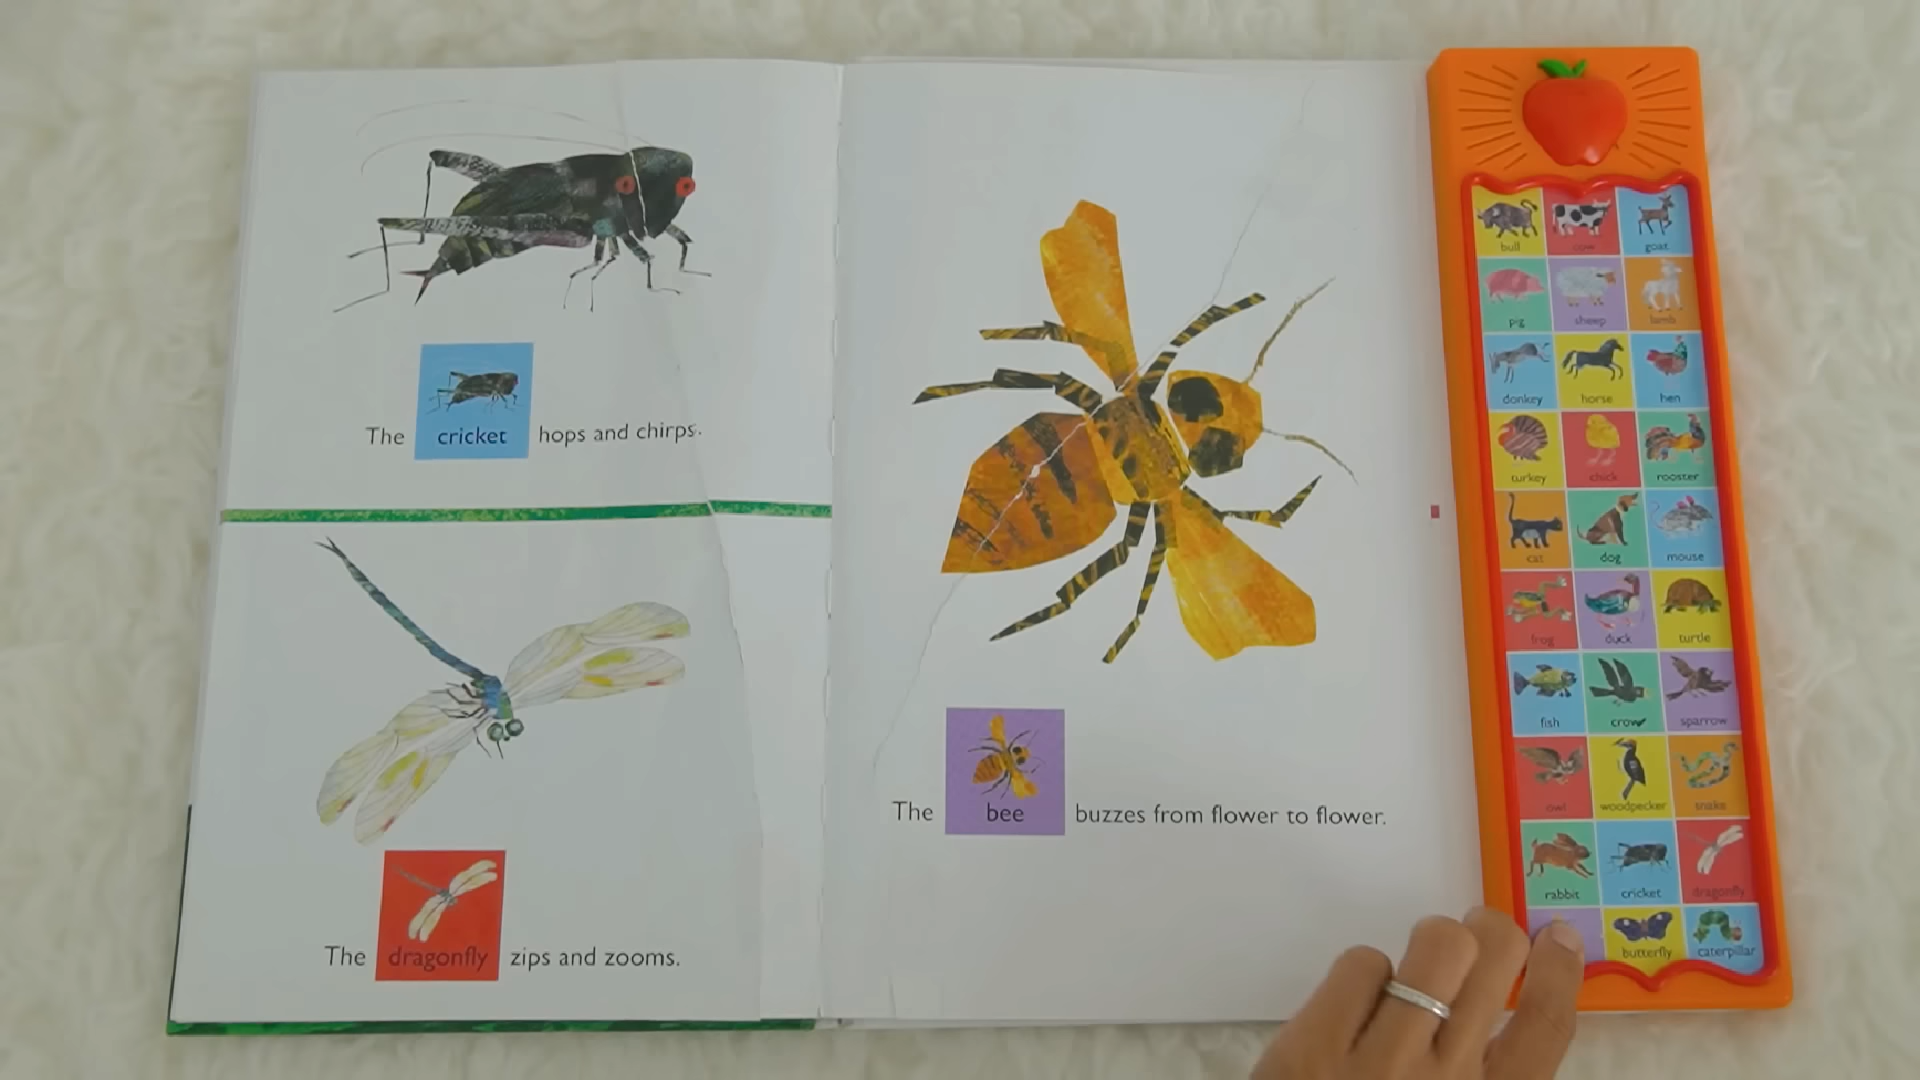 The cricket hops and chirps.
The dragonfly zips and zooms.
The bee buzzes from flower to flower.
bull cow goat
pig sheep lamb
donkey horse hen
turkey chick rooster
cat dog mouse
frog duck turtle
fish crow sparrow
owl woodpecker snake
rabbit cricket dragonfly
butterfly caterpillar